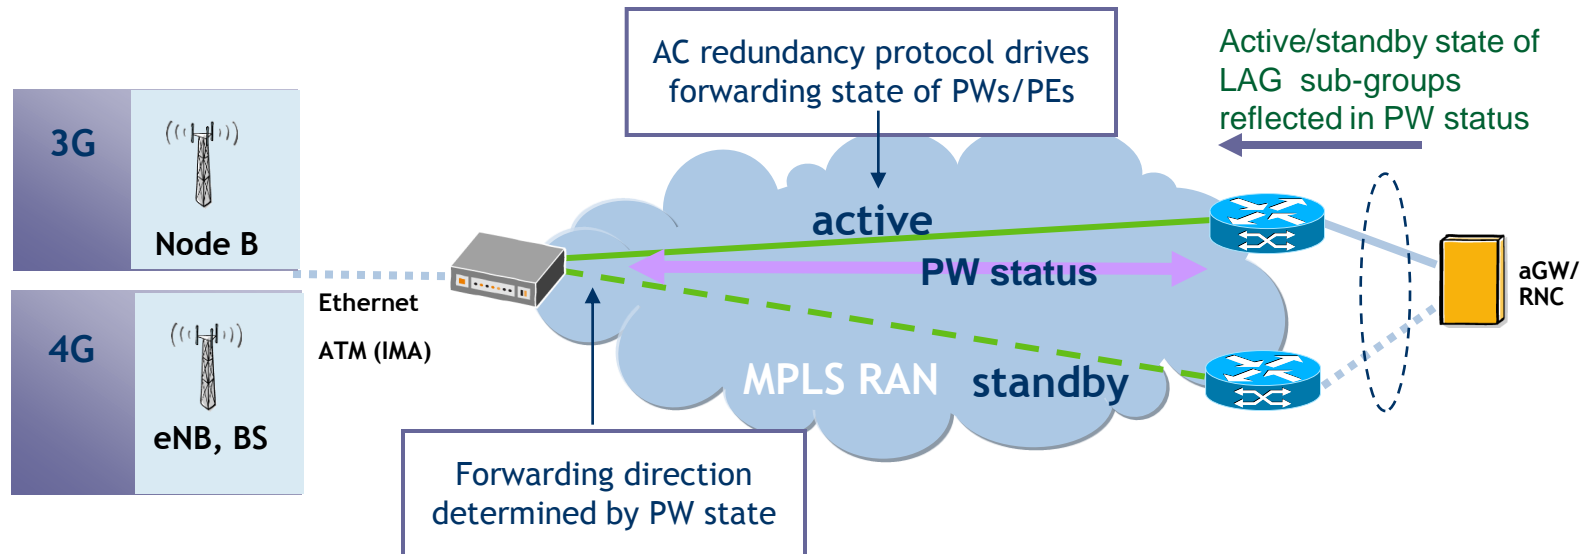 AC redundancy protocol drives
forwarding state of PWs/PEs
Active/standby state of
LAG sub-groups
reflected in PW status
3G
Node B
4G
eNB, BS
Ethernet
ATM (IMA)
active
PW status
MPLS RAN
standby
aGW/
RNC
Forwarding direction
determined by PW state